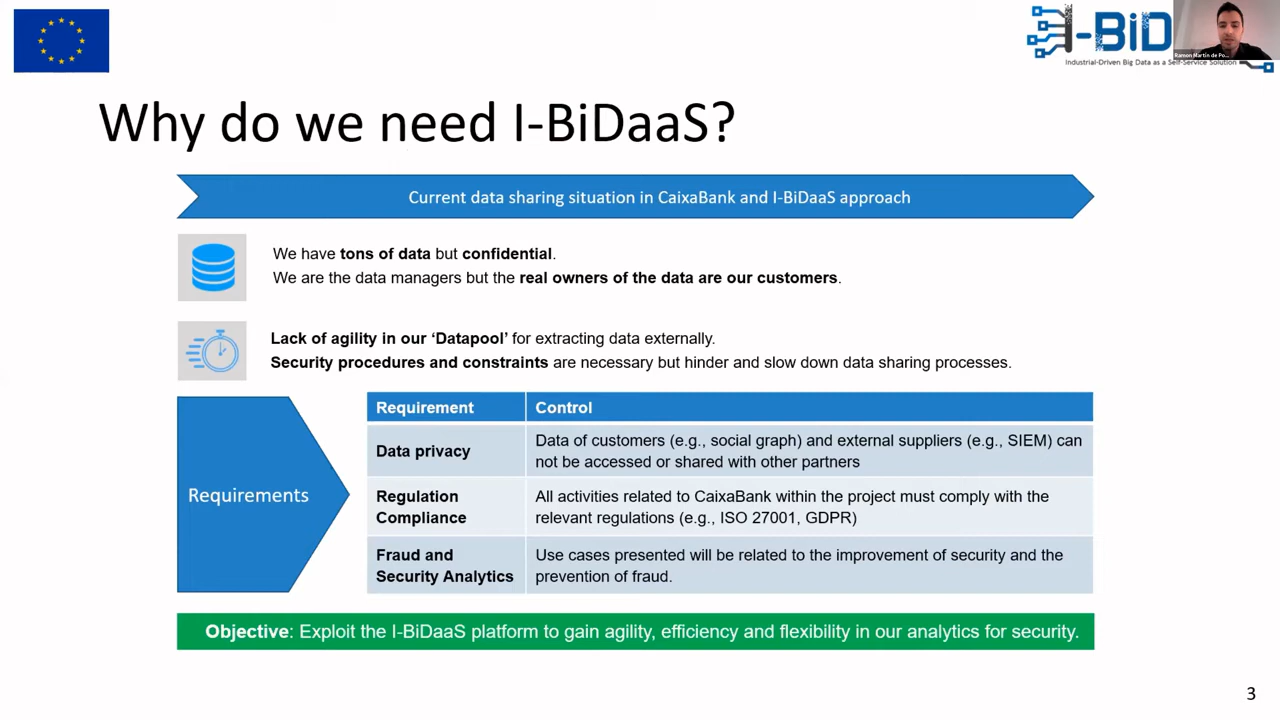 I-BiD
Industrial-Driven Big Data as a Self-Service Solution
Ramon Martin de Po...
Why do we need I-BiDaaS?
Current data sharing situation in CaixaBank and I-BiDaaS approach
We have tons of data but confidential.
We are the data managers but the real owners of the data are our customers.
Lack of agility in our ‘Datapool’ for extracting data externally.
Security procedures and constraints are necessary but hinder and slow down data sharing processes.
Requirements
Requirement Control
Data privacy
Data of customers (e.g., social graph) and external suppliers (e.g., SIEM) can
not be accessed or shared with other partners
Regulation
Compliance
All activities related to CaixaBank within the project must comply with the
relevant regulations (e.g., ISO 27001, GDPR)
Fraud and
Security Analytics
Use cases presented will be related to the improvement of security and the
prevention of fraud.
Objective: Exploit the I-BiDaaS platform to gain agility, efficiency and flexibility in our analytics for security.
3